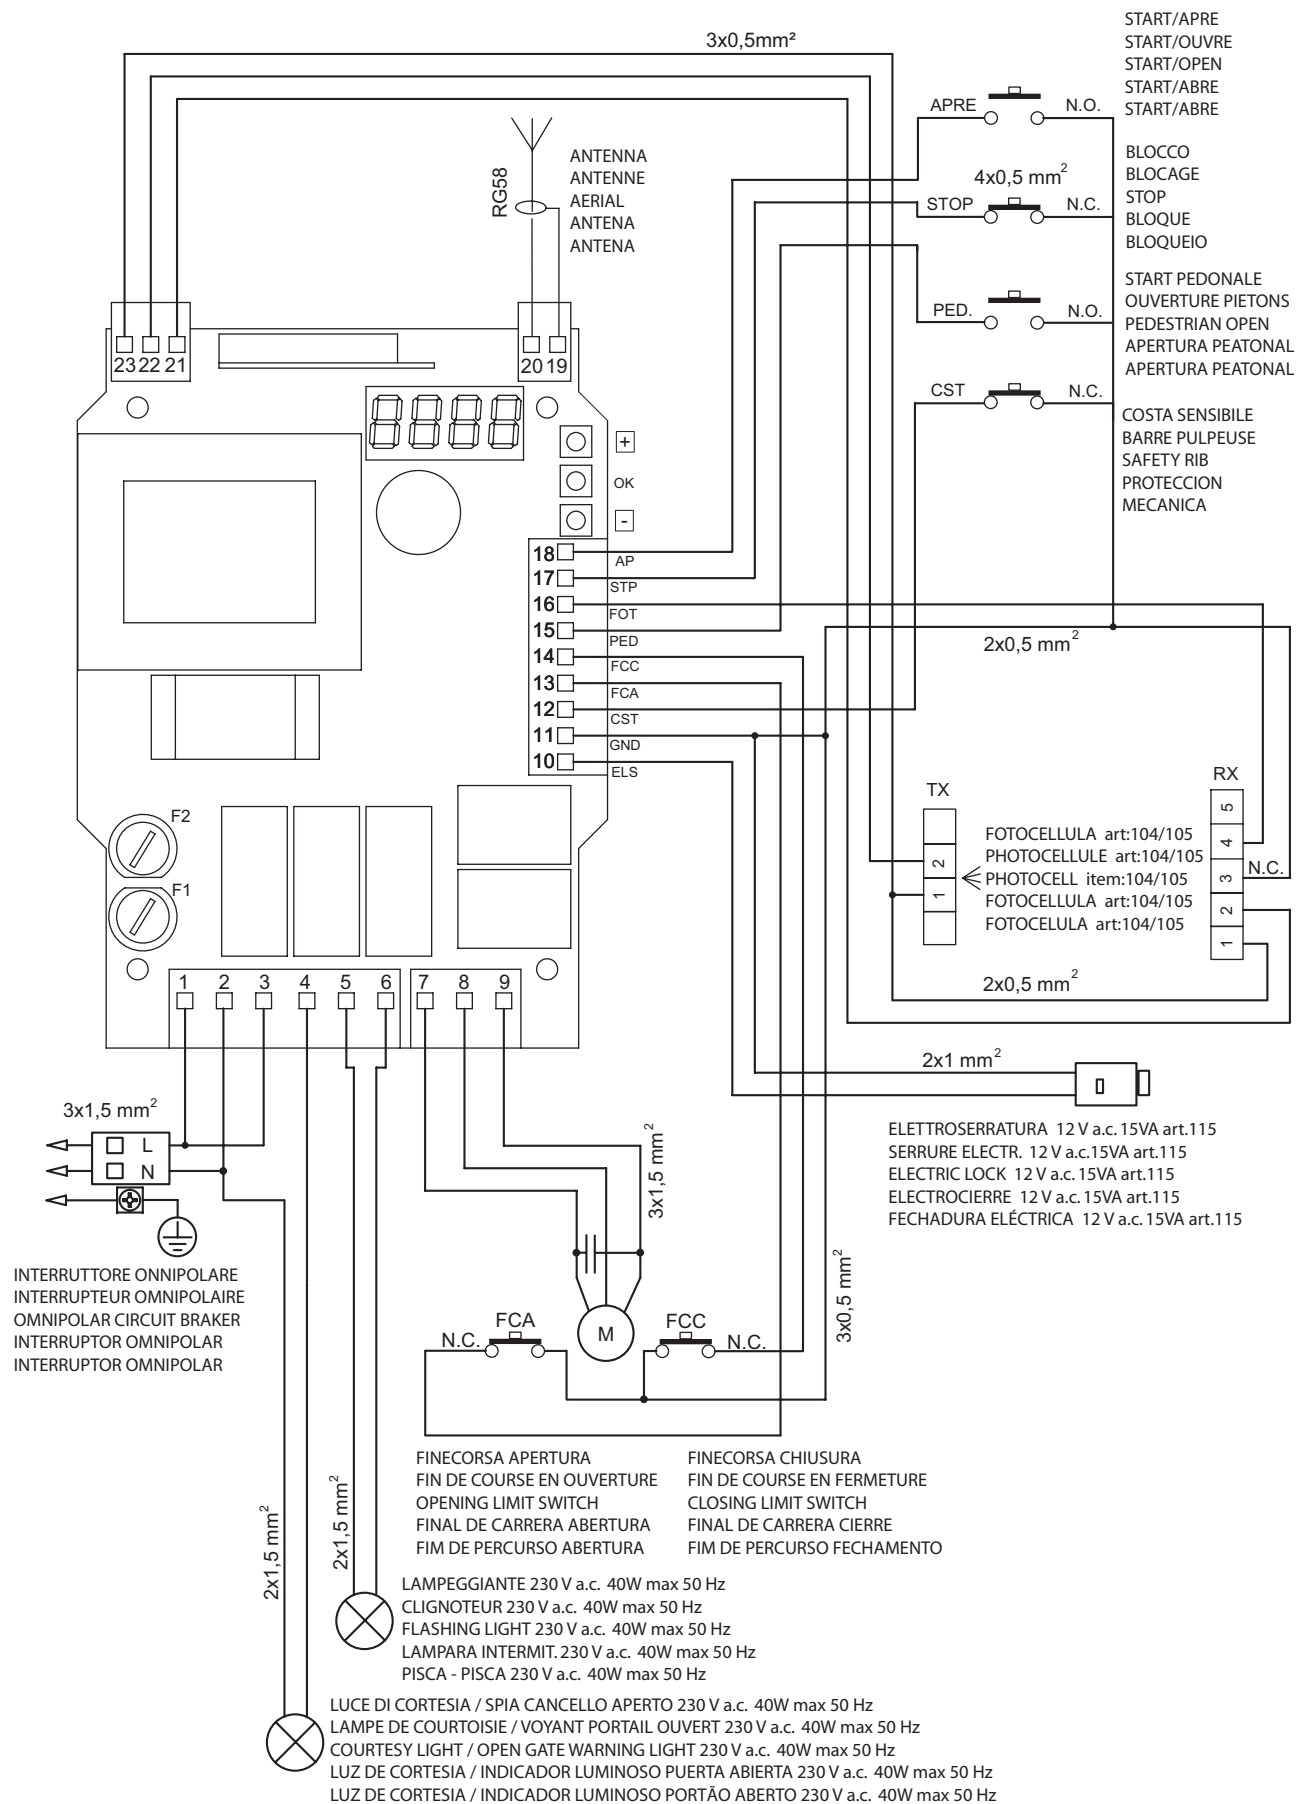 3x0,5mm²
START/APRE
START/OUVRE
START/OPEN
START/ABRE
START/ABRE
APRE
N.O.
ANTENNA
ANTENNE
AERIAL
ANTENA
ANTENA
RG58
4x0,5 mm²
BLOCCO
BLOCAGE
STOP
BLOQUE
BLOQUEIO
STOP
N.C.
START PEDONALE
OUVERTURE PIETONS
PEDESTRIAN OPEN
APERTURA PEATONAL
APERTURA PEATONAL
PED.
N.O.
23 22 21
20 19
CST
N.C.
COSTA SENSIBILE
BARRE PULPEUSE
SAFETY RIB
PROTECCION
MECANICA
8888
+
OK
-
18 AP
17 STP
16 FOT
15 PED
14 FCC
13 FCA
12 CST
11 GND
10 ELS
2x0,5 mm²
TX
RX
2
1
5
4
3
2
1
N.C.
FOTOCELLULA art:104/105
PHOTOCELLULE art:104/105
PHOTOCELL item:104/105
FOTOCELLULA art:104/105
FOTOCELULA art:104/105
F2
F1
2x0,5 mm²
1 2 3 4 5 6 7 8 9
2x1 mm²
3x1,5 mm²
L
N
ELETTROSERRATURA 12 V a.c. 15VA art.115
SERRURE ELECTR. 12 V a.c.15VA art.115
ELECTRIC LOCK 12 V a.c. 15VA art.115
ELECTROCIERRE 12 V a.c. 15VA art.115
FECHADURA ELÉCTRICA 12 V a.c. 15VA art.115
3x1,5 mm²
3x0,5 mm²
INTERRUTTORE ONNIPOLARE
INTERRUPTEUR OMNIPOLAIRE
OMNIPOLAR CIRCUIT BRAKER
INTERRUPTOR OMNIPOLAR
INTERRUPTOR OMNIPOLAR
FCA
N.C.
M
FCC
N.C.
FINECORSA APERTURA
FIN DE COURSE EN OUVERTURE
OPENING LIMIT SWITCH
FINAL DE CARRERA ABERTURA
FIM DE PERCURSO ABERTURA
FINECORSA CHIUSURA
FIN DE COURSE EN FERMETURE
CLOSING LIMIT SWITCH
FINAL DE CARRERA CIERRE
FIM DE PERCURSO FECHAMENTO
2x1,5 mm²
2x1,5 mm²
LAMPEGGIANTE 230 V a.c. 40W max 50 Hz
CLIGNOTEUR 230 V a.c. 40W max 50 Hz
FLASHING LIGHT 230 V a.c. 40W max 50 Hz
LAMPARA INTERMIT. 230 V a.c. 40W max 50 Hz
PISCA - PISCA 230 V a.c. 40W max 50 Hz
LUCE DI CORTESIA / SPIA CANCELLO APERTO 230 V a.c. 40W max 50 Hz
LAMPE DE COURTOISIE / VOYANT PORTAIL OUVERT 230 V a.c. 40W max 50 Hz
COURTESY LIGHT / OPEN GATE WARNING LIGHT 230 V a.c. 40W max 50 Hz
LUZ DE CORTESIA / INDICADOR LUMINOSO PUERTA ABIERTA 230 V a.c. 40W max 50 Hz
LUZ DE CORTESIA / INDICADOR LUMINOSO PORTÃO ABERTO 230 V a.c. 40W max 50 Hz